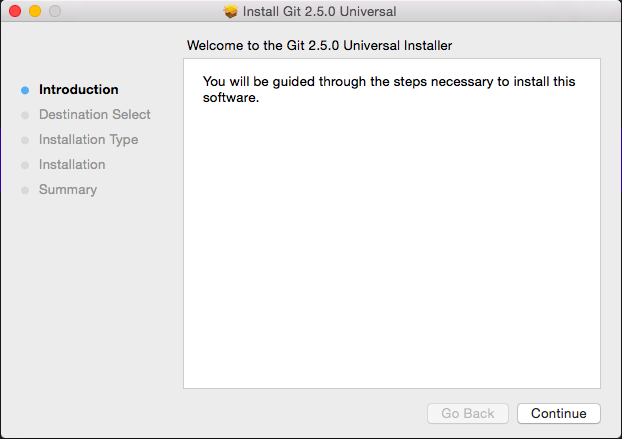 Install Git 2.5.0 Universal
Welcome to the Git 2.5.0 Universal Installer
Introduction
Destination Select
Installation Type
Installation
Summary
You will be guided through the steps necessary to install this
software.
Go Back
Continue